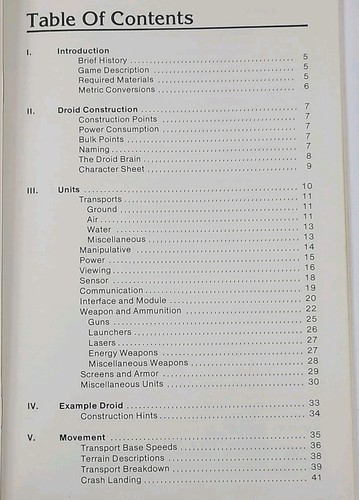 Table Of Contents
I. Introduction
Brief History 5
Game Description 5
Required Materials 5
Metric Conversions 6
II. Droid Construction 7
Construction Points 7
Power Consumption 7
Bulk Points 7
Naming 7
The Droid Brain 8
Character Sheet 9
III. Units 10
Transports 11
Ground 11
Air 11
Water 13
Miscellaneous 13
Manipulative 14
Power 15
Viewing 16
Sensor 18
Communication 19
Interface and Module 20
Weapon and Ammunition 22
Guns 25
Launchers 26
Lasers 27
Energy Weapons 27
Miscellaneous Weapons 28
Screens and Armor 29
Miscellaneous Units 30
IV. Example Droid 33
Construction Hints 34
V. Movement 35
Transport Base Speeds 36
Terrain Descriptions 38
Transport Breakdown 39
Crash Landing 41